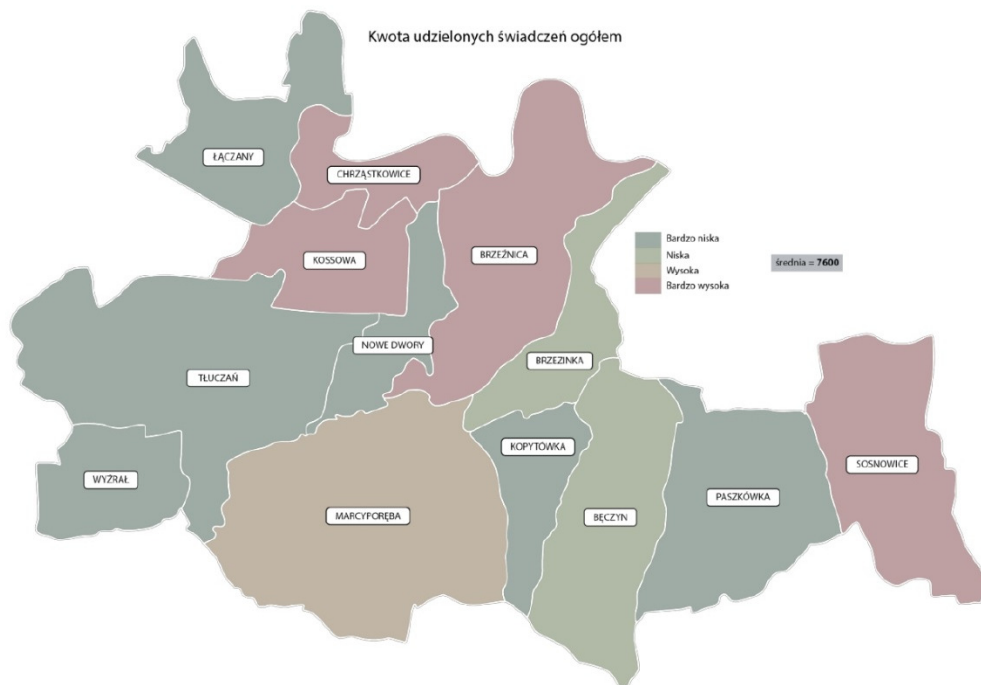 Kwota udzielonych świadczeń ogółem
ŁĄCZANY
CHRZĄSTKOWICE
KOSSOWA
BRZEŹNICA
Bardzo niska
Niska
Wysoka
Bardzo wysoka
średnia = 7600
NOWE DWORY
BRZEZINKA
TŁUCZAŃ
KOPYTÓWKA
SOSNOWICE
WYŹRAŁ
PASZKÓWKA
MARCYPORĘBA
BĘCZYN